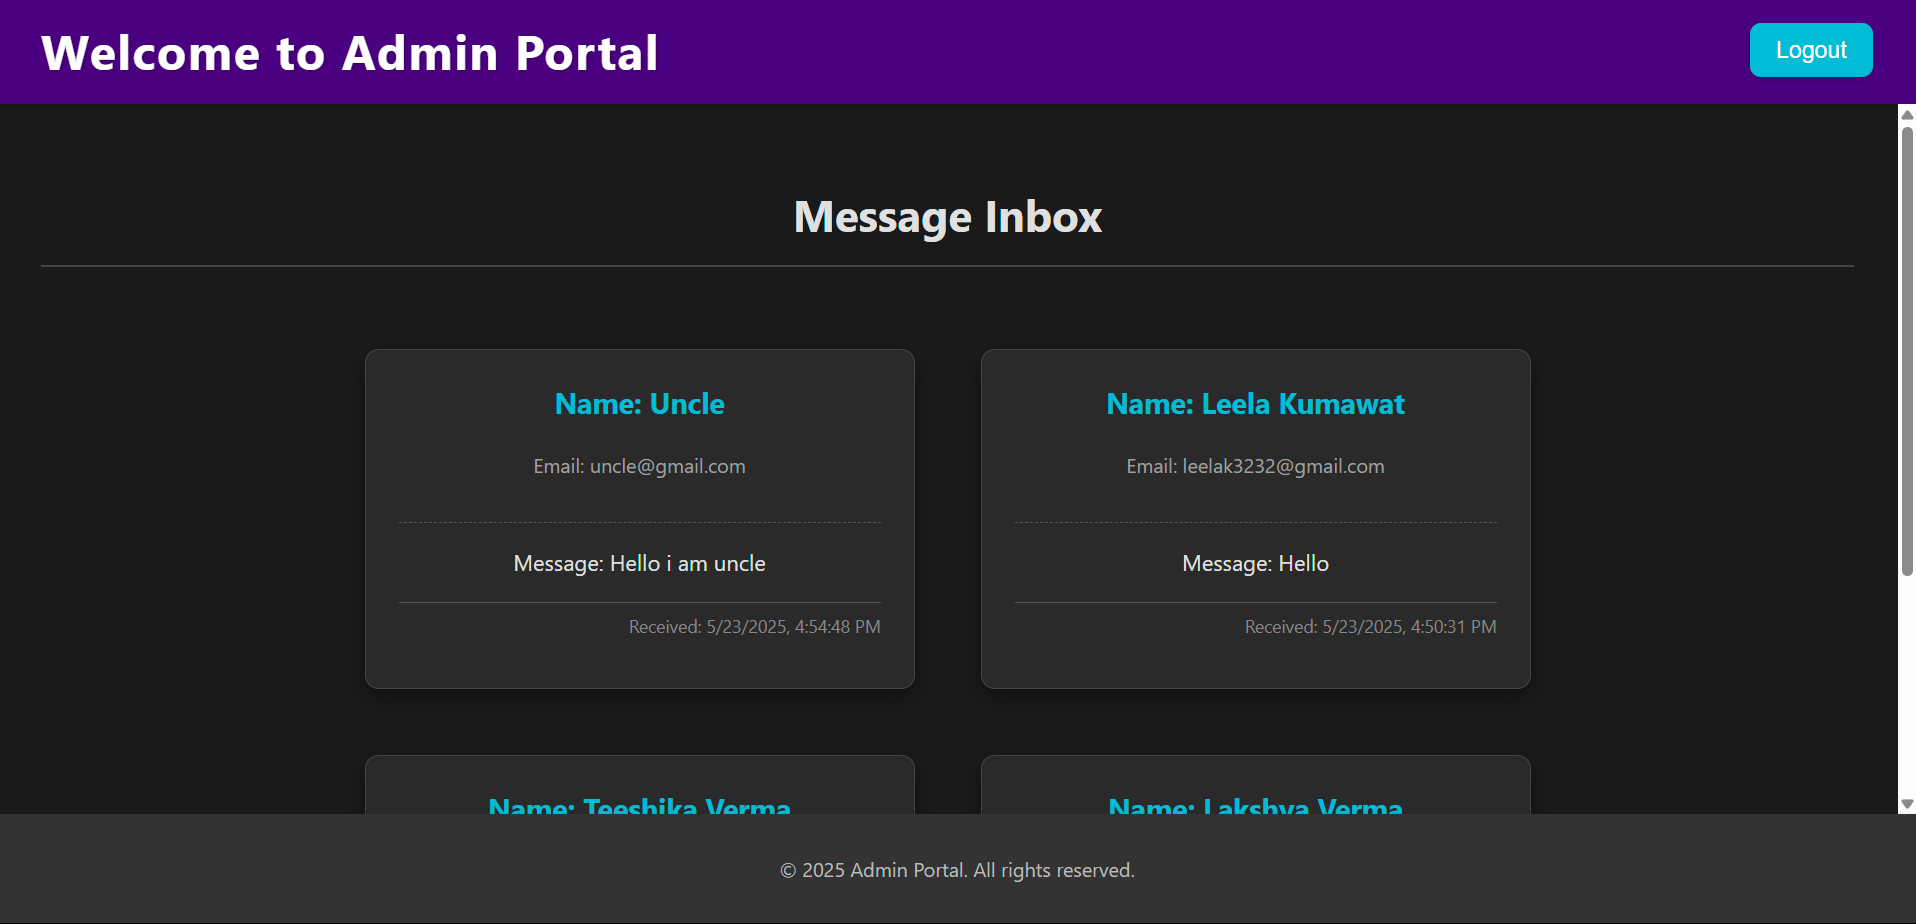 Welcome to Admin Portal
Logout
Message Inbox
Name: Uncle
Email: uncle@gmail.com
Message: Hello i am uncle
Received: 5/23/2025, 4:54:48 PM
Name: Leela Kumawat
Email: leelak3232@gmail.com
Message: Hello
Received: 5/23/2025, 4:50:31 PM
Name: Teeshika Verma
Name: Lakshya Verma
© 2025 Admin Portal. All rights reserved.